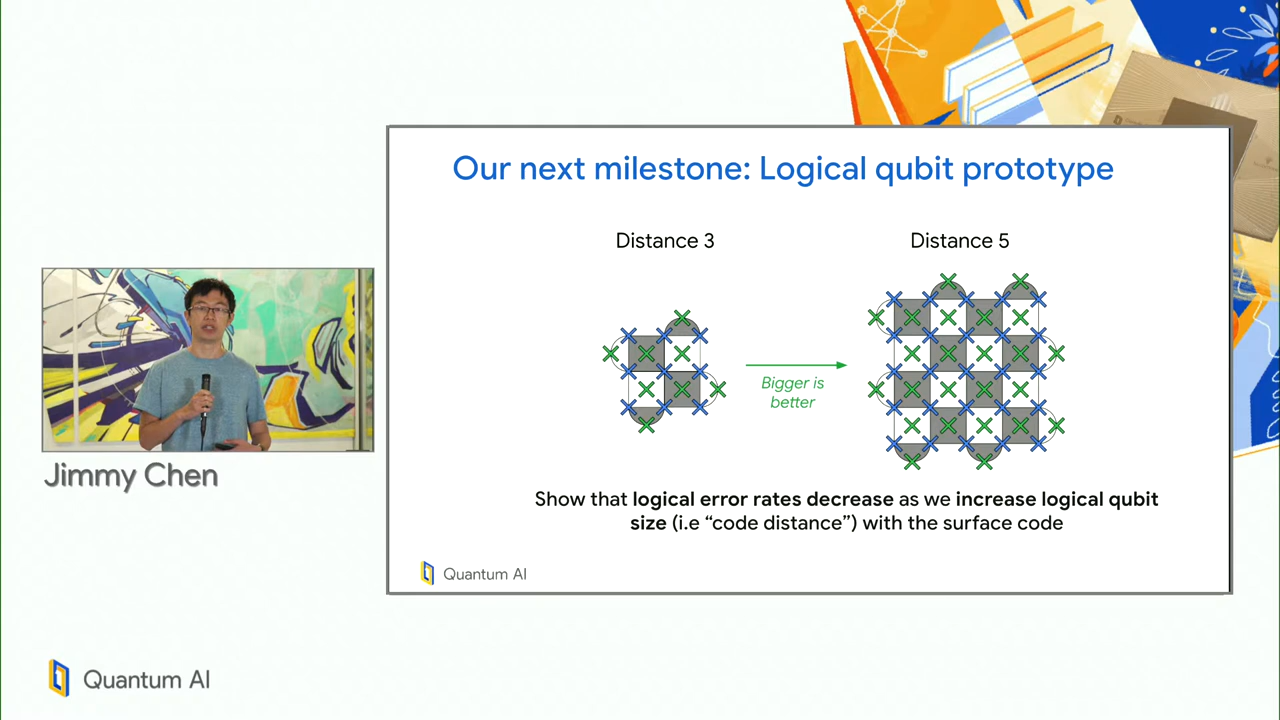 Our next milestone: Logical qubit prototype
Distance 3
Distance 5
Bigger is
better
Show that logical error rates decrease as we increase logical qubit
size (i.e “code distance”) with the surface code
Quantum AI
Jimmy Chen
Quantum AI